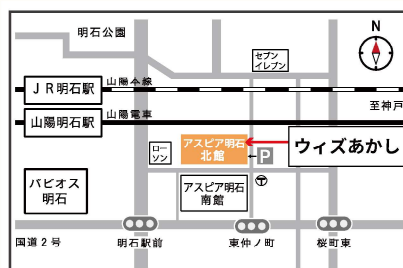 明石公園
N
セブン
イレブン
JR明石駅
山陽本線
至神戸
山陽明石駅
山陽電車
ロー
ソン
アスピア明石
北館
P
ウィズあかし
パピオス
明石
アスピア明石
南館
国道2号
明石駅前
東仲ノ町
桜町東